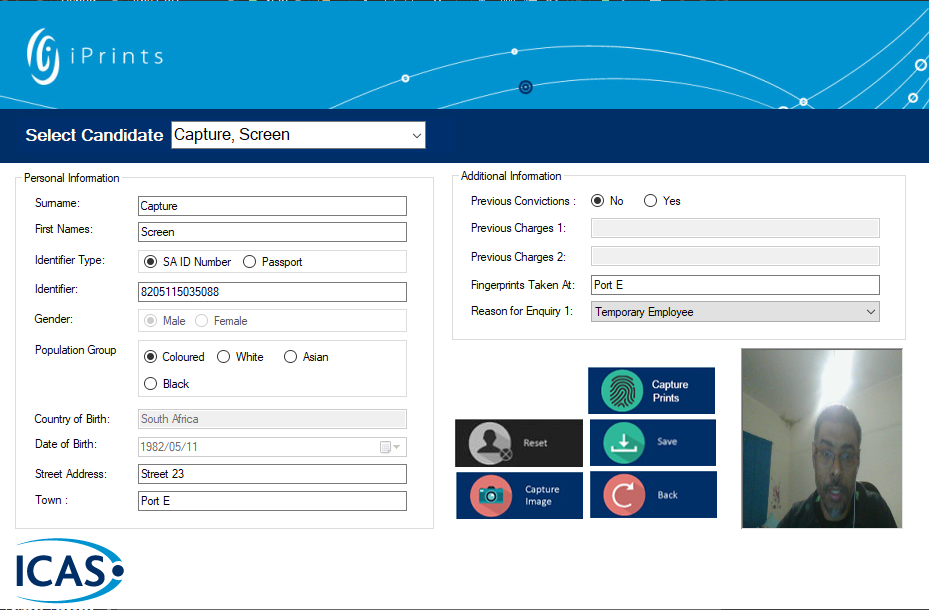 iPrints
Select Candidate Capture, Screen
Personal Information
Surname: Capture
First Names: Screen
Identifier Type: SA ID Number Passport
Identifier: 8205115035088
Gender: Male Female
Population Group Coloured White Asian
Black
Country of Birth: South Africa
Date of Birth: 1982/05/11
Street Address: Street 23
Town : Port E
Additional Information
Previous Convictions : No Yes
Previous Charges 1:
Previous Charges 2:
Fingerprints Taken At: Port E
Reason for Enquiry 1: Temporary Employee
Capture
Prints
Reset
Save
Capture
Image
Back
ICAS